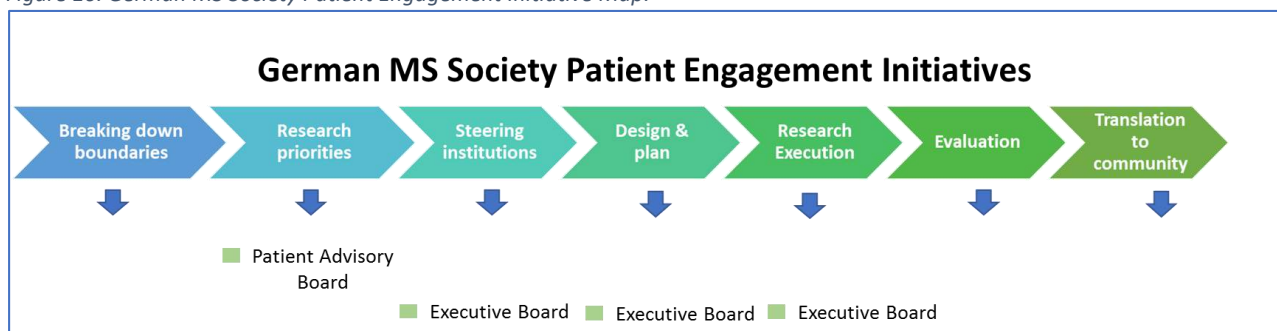 German MS Society Patient Engagement Initiatives
Breaking down
boundaries
Research
priorities
Steering
institutions
Design &
plan
Research
Execution
Evaluation
Translation
to
community
Patient Advisory
Board
Executive Board
Executive Board
Executive Board